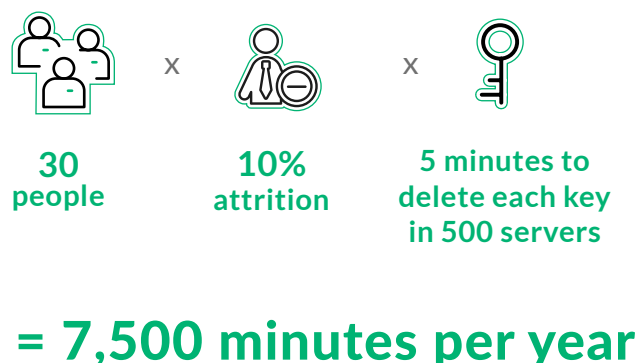 x x
30 10% 5 minutes to
people attrition delete each key
in 500 servers
= 7,500 minutes per year